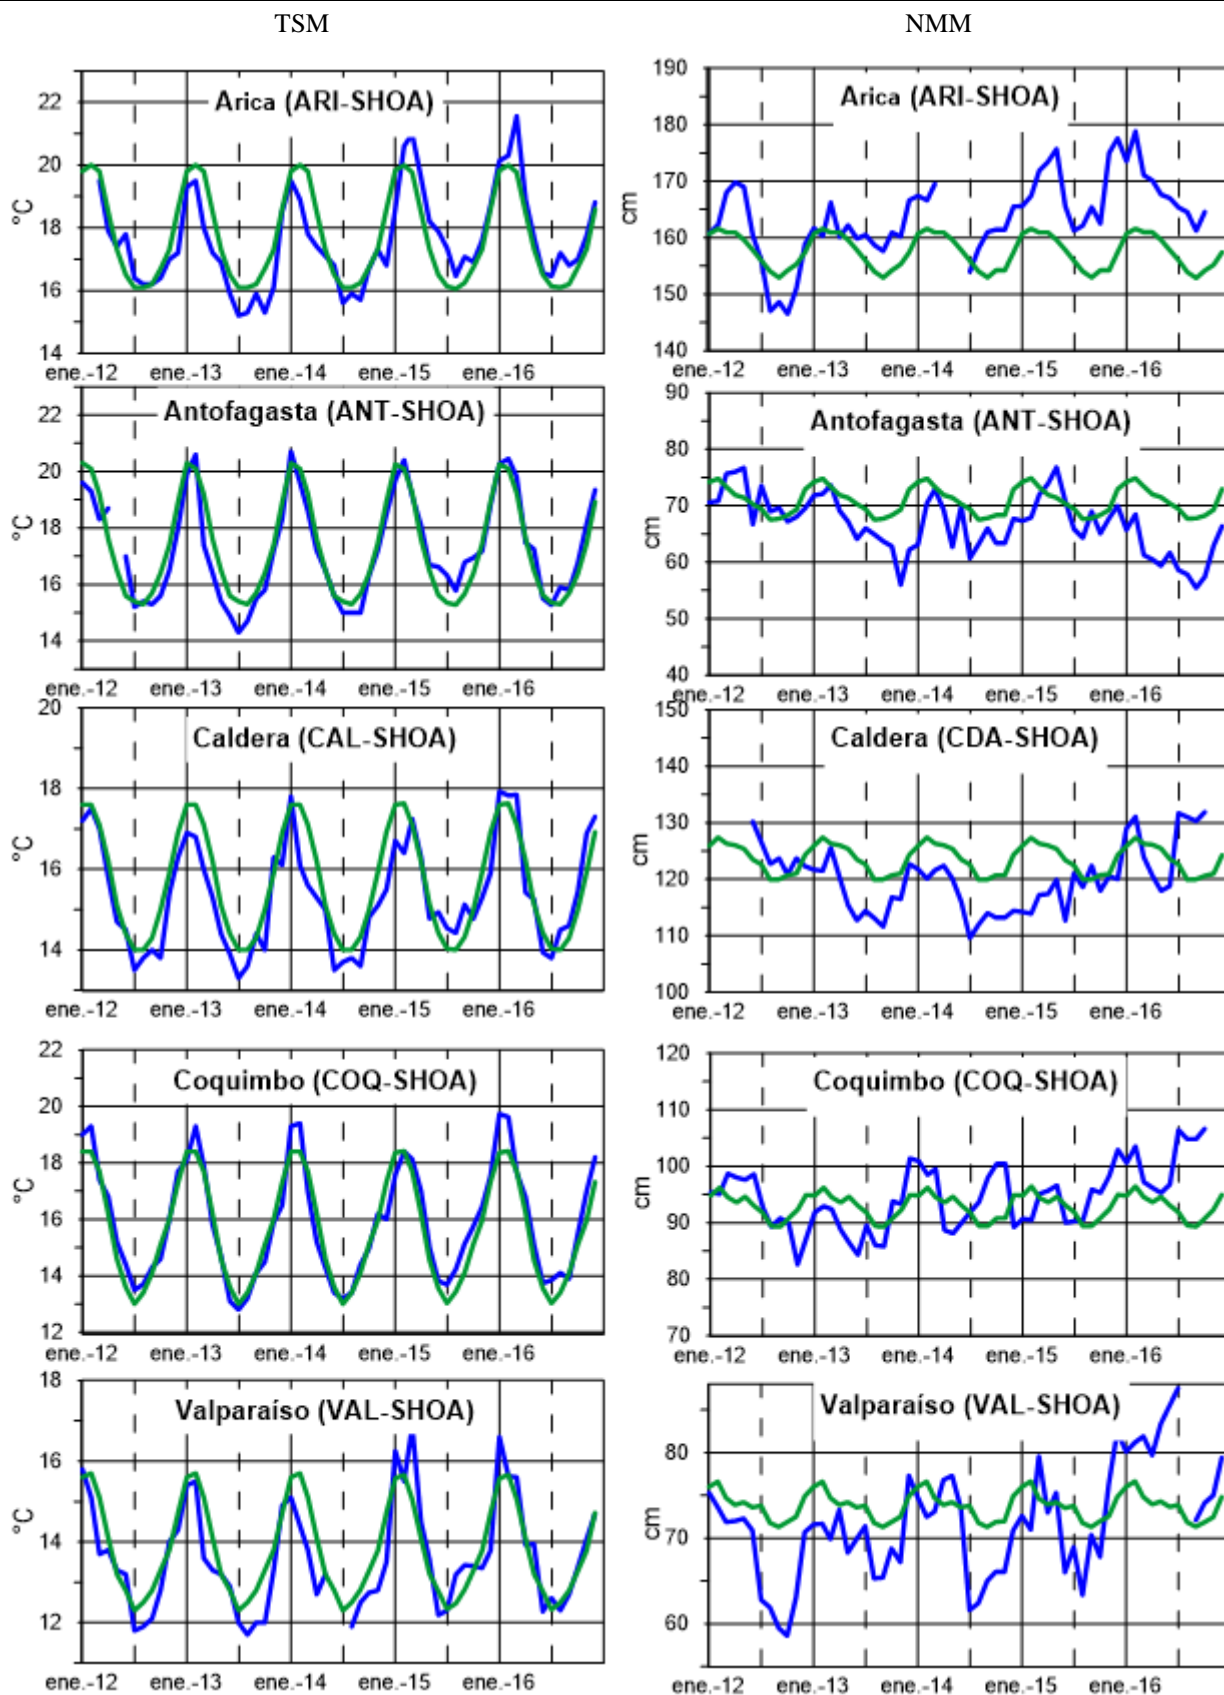 TSM NMM
Arica (ARI-SHOA)
°C
22
20
18
16
14
ene.-12 ene.-13 ene.-14 ene.-15 ene.-16
Arica (ARI-SHOA)
cm
190
180
170
160
150
140
ene.-12 ene.-13 ene.-14 ene.-15 ene.-16
Antofagasta (ANT-SHOA)
°C
22
20
18
16
14
ene.-12 ene.-13 ene.-14 ene.-15 ene.-16
Antofagasta (ANT-SHOA)
cm
90
80
70
60
50
40
ene.-12 ene.-13 ene.-14 ene.-15 ene.-16
Caldera (CAL-SHOA)
°C
20
18
16
14
ene.-12 ene.-13 ene.-14 ene.-15 ene.-16
Caldera (CDA-SHOA)
cm
150
140
130
120
110
100
ene.-12 ene.-13 ene.-14 ene.-15 ene.-16
Coquimbo (COQ-SHOA)
°C
22
20
18
16
14
12
ene.-12 ene.-13 ene.-14 ene.-15 ene.-16
Coquimbo (COQ-SHOA)
cm
120
110
100
90
80
70
ene.-12 ene.-13 ene.-14 ene.-15 ene.-16
Valparaíso (VAL-SHOA)
°C
18
16
14
12
ene.-12 ene.-13 ene.-14 ene.-15 ene.-16
Valparaíso (VAL-SHOA)
cm
80
70
60
ene.-12 ene.-13 ene.-14 ene.-15 ene.-16